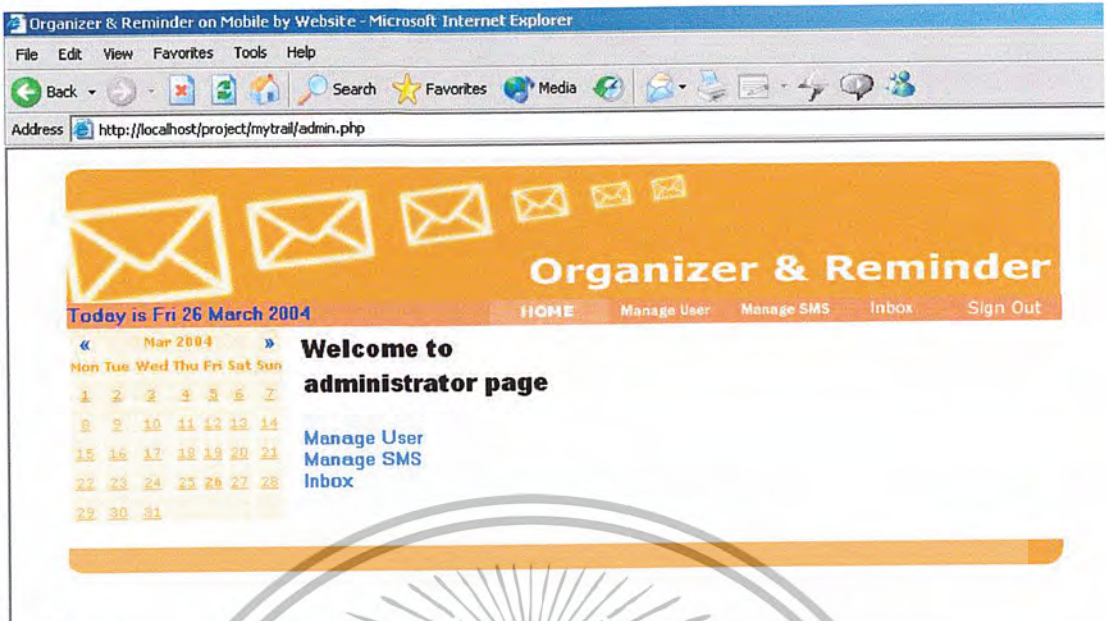 Organizer & Reminder on Mobile by Website - Microsoft Internet Explorer
File Edit View Favorites Tools Help
Back Search Favorites Media
Address http://localhost/project/mytrail/admin.php
Organizer & Reminder
Today is Fri 26 March 2004 HOME Manage User Manage SMS Inbox Sign Out
« Mar 2004 »
Mon Tue Wed Thu Fri Sat Sun
1 2 3 4 5 6 7
8 9 10 11 12 13 14
15 16 17 18 19 20 21
22 23 24 25 26 27 28
29 30 31
Welcome to
administrator page
Manage User
Manage SMS
Inbox